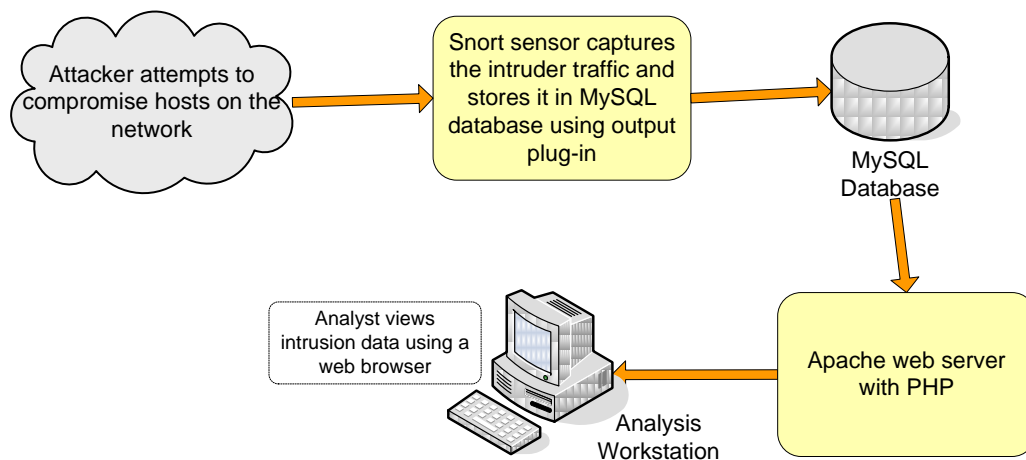 Attacker attempts to
compromise hosts on the
network
Snort sensor captures
the intruder traffic and
stores it in MySQL
database using output
plug-in
MySQL
Database
Analyst views
intrusion data using a
web browser
Analysis
Workstation
Apache web server
with PHP